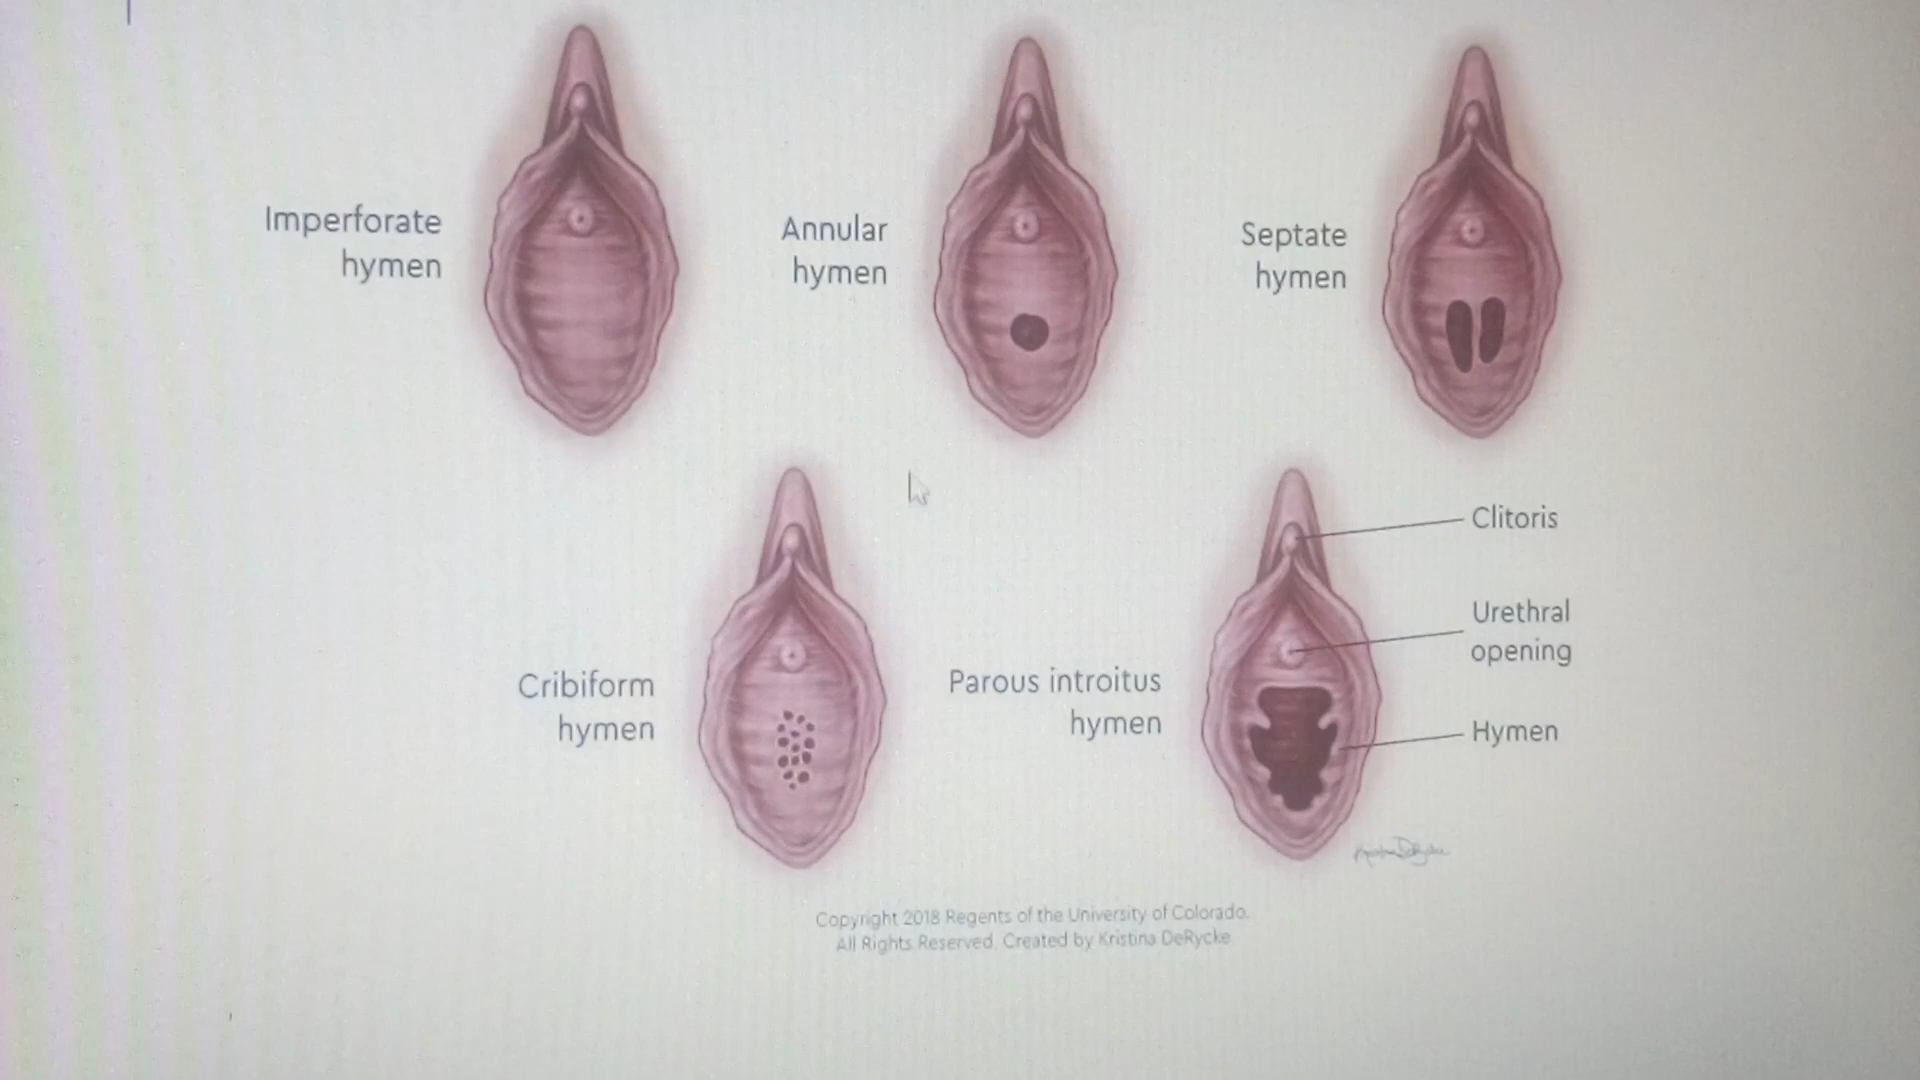 Imperforate
hymen
Annular
hymen
Septate
hymen
Cribiform
hymen
Parous introitus
hymen
Clitoris
Urethral
opening
Hymen
Copyright 2018 Regents of the University of Colorado.
All Rights Reserved. Created by Kristina DeRycke